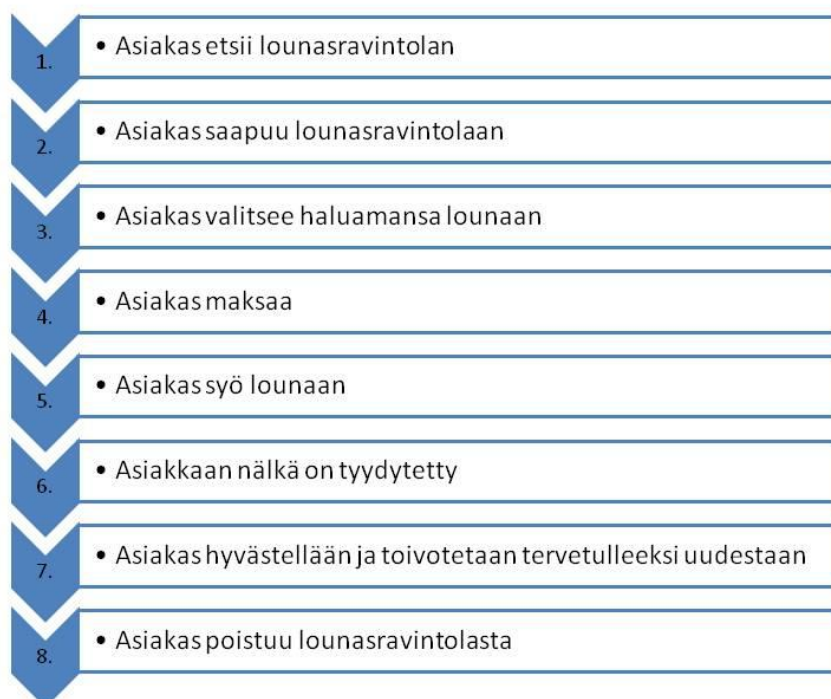 1. • Asiakas etsii lounasravintolan
2. • Asiakas saapuu lounasravintolaan
3. • Asiakas valitsee haluamansa lounaan
4. • Asiakas maksaa
5. • Asiakas syö lounaan
6. • Asiakkaan nälkä on tyydytetty
7. • Asiakas hyvästellään ja toivotetaan tervetulleeksi uudestaan
8. • Asiakas poistuu lounasravintolasta